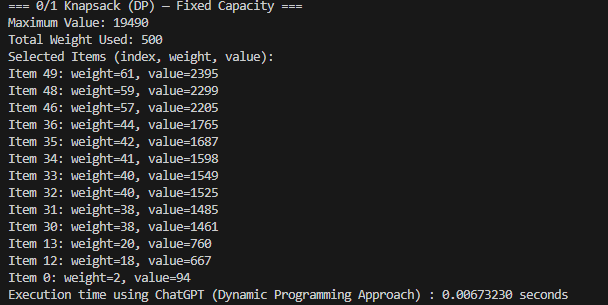 === 0/1 Knapsack (DP) — Fixed Capacity ===
Maximum Value: 19490
Total Weight Used: 500
Selected Items (index, weight, value):
Item 49: weight=61, value=2395
Item 48: weight=59, value=2299
Item 46: weight=57, value=2205
Item 36: weight=44, value=1765
Item 35: weight=42, value=1687
Item 34: weight=41, value=1598
Item 33: weight=40, value=1549
Item 32: weight=40, value=1525
Item 31: weight=38, value=1485
Item 30: weight=38, value=1461
Item 13: weight=20, value=760
Item 12: weight=18, value=667
Item 0: weight=2, value=94
Execution time using ChatGPT (Dynamic Programming Approach) : 0.00673230 seconds